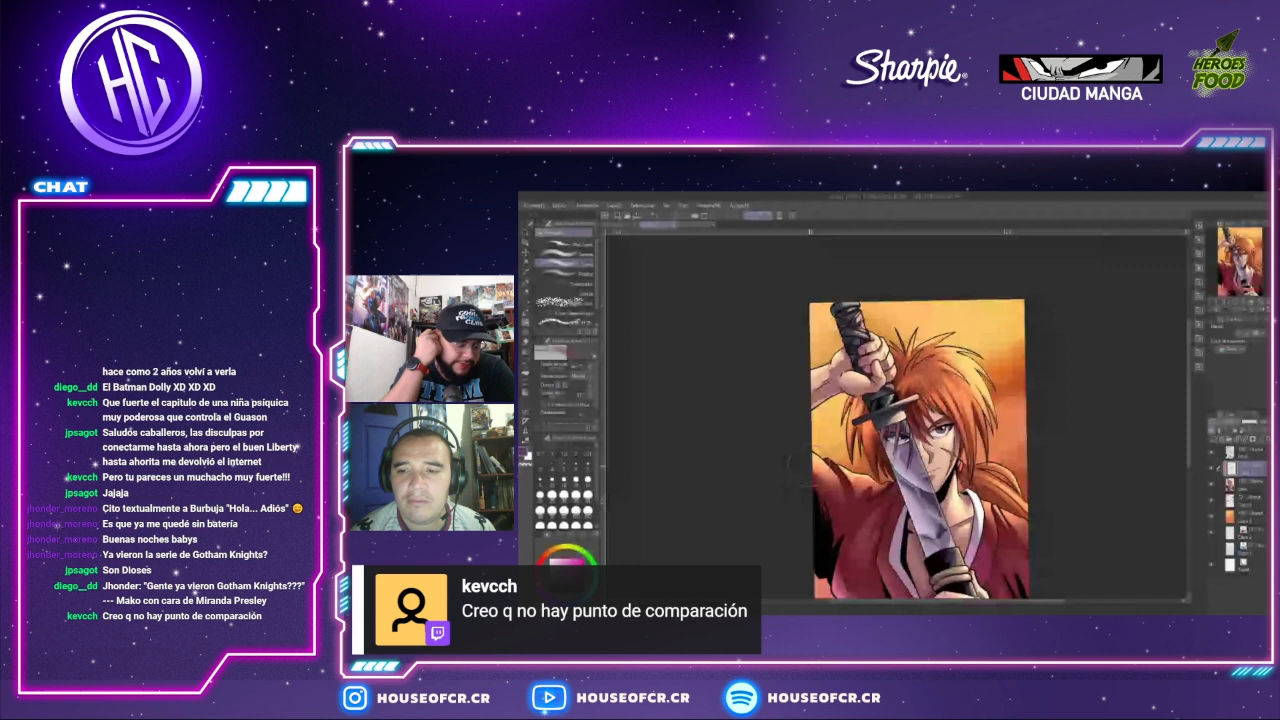 HC
Sharpie®
CIUDAD MANGA
HEROES
FOOD
CHAT
hace como 2 años volví a verla
diego__dd El Batman Dolly XD XD XD
kevcch Que fuerte el capitulo de una niña psíquica
muy poderosa que controla el Guason
jpsagot Saludos caballeros, las disculpas por
conectarme hasta ahora pero el buen Liberty
hasta ahorita me devolvió el internet
kevcch Pero tu pareces un muchacho muy fuerte!!!
jpsagot Jajaja
jhonder_moreno Cito textualmente a Burbuja "Hola... Adiós" 😄
jhonder_moreno Es que ya me quedé sin batería
jhonder_moreno Buenas noches babys
jhonder_moreno Ya vieron la serie de Gotham Knights?
jpsagot Son Dioses
diego__dd Jhonder: "Gente ya vieron Gotham Knights???"
--- Mako con cara de Miranda Presley
kevcch Creo q no hay punto de comparación
kevcch
Creo q no hay punto de comparación
HOUSEOFCR.CR
HOUSEOFCR.CR
HOUSEOFCR.CR